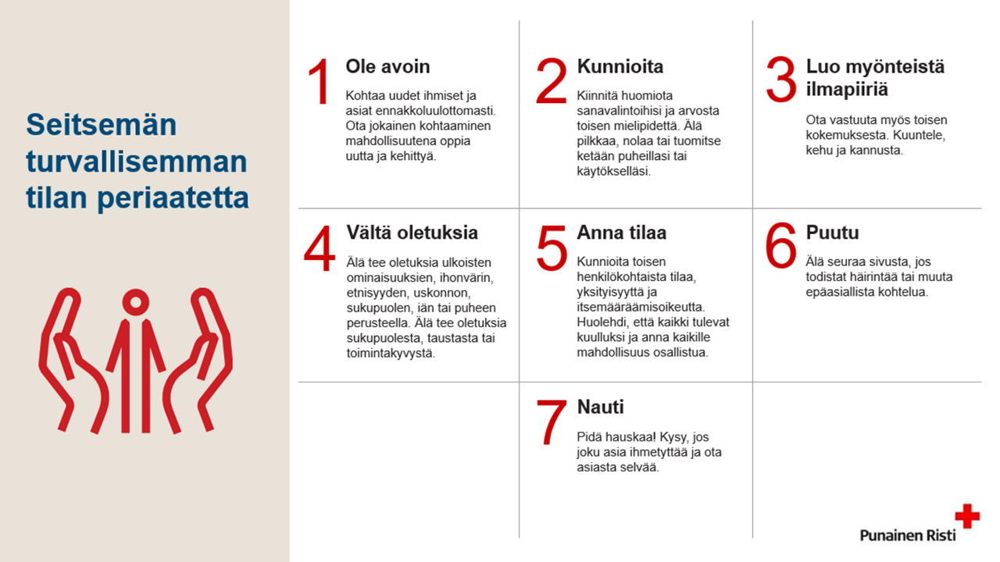 Seitsemän
turvallisemman
tilan periaatetta
1
Ole avoin
Kohtaa uudet ihmiset ja
asiat ennakkoluulottomasti.
Ota jokainen kohtaaminen
mahdollisuutena oppia
uutta ja kehittyä.
2
Kunnioita
Kiinnitä huomiota
sanavalintoihisi ja arvosta
toisen mielipidettä. Älä
pilkkaa, nolaa tai tuomitse
ketään puheillasi tai
käytökselläsi.
3
Luo myönteistä
ilmapiiriä
Ota vastuuta myös toisen
kokemuksesta. Kuuntele,
kehu ja kannusta.
4
Vältä oletuksia
Älä tee oletuksia ulkoisten
ominaisuuksien, ihonvärin,
etnisyyden, uskonnon,
sukupuolen, iän tai puheen
perusteella. Älä tee oletuksia
sukupuolesta, taustasta tai
toimintakyvystä.
5
Anna tilaa
Kunnioita toisen
henkilökohtaista tilaa,
yksityisyyttä ja
itsemääräämisoikeutta.
Huolehdi, että kaikki tulevat
kuulluksi ja anna kaikille
mahdollisuus osallistua.
6
Puutu
Älä seuraa sivusta, jos
todistat häirintää tai muuta
epäasiallista kohtelua.
7
Nauti
Pidä hauskaa! Kysy, jos
joku asia ihmetyttää ja ota
asiasta selvää.
Punainen Risti